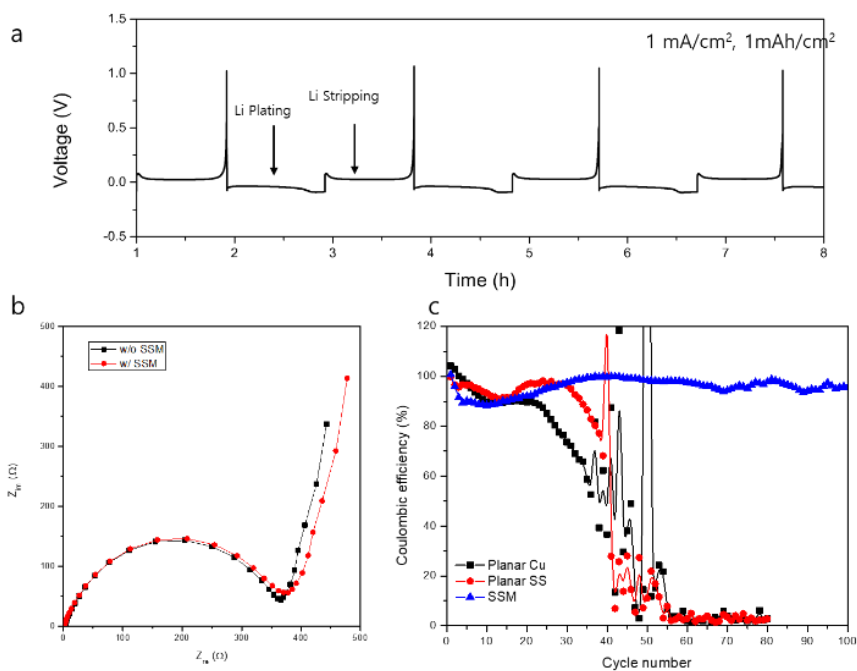 a
1 mA/cm², 1mAh/cm²
1.5
1.0
0.5
0.0
-0.5
Voltage (V)
Li Plating
Li Stripping
1 2 3 4 5 6 7 8
Time (h)
b
500
400
300
200
100
0
w/o SSM
w/ SSM
0 100 200 300 400 500
Z_re (Ω)
c
120
100
80
60
40
20
0
Coulombic efficiency (%)
Planar Cu
Planar SS
SSM
0 10 20 30 40 50 60 70 80 90 100
Cycle number